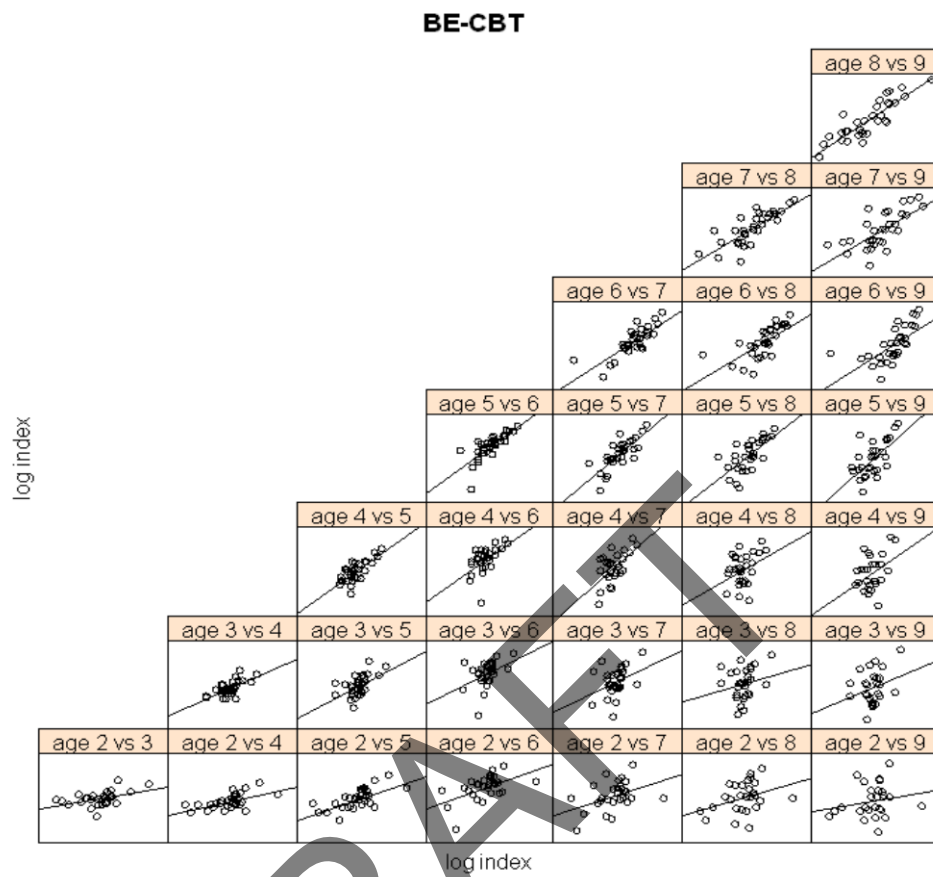 BE-CBT
age 8 vs 9
age 7 vs 8 age 7 vs 9
age 6 vs 7 age 6 vs 8 age 6 vs 9
age 5 vs 6 age 5 vs 7 age 5 vs 8 age 5 vs 9
log index
age 4 vs 5 age 4 vs 6 age 4 vs 7 age 4 vs 8 age 4 vs 9
age 3 vs 4 age 3 vs 5 age 3 vs 6 age 3 vs 7 age 3 vs 8 age 3 vs 9
age 2 vs 3 age 2 vs 4 age 2 vs 5 age 2 vs 6 age 2 vs 7 age 2 vs 8 age 2 vs 9
log index
RAFT